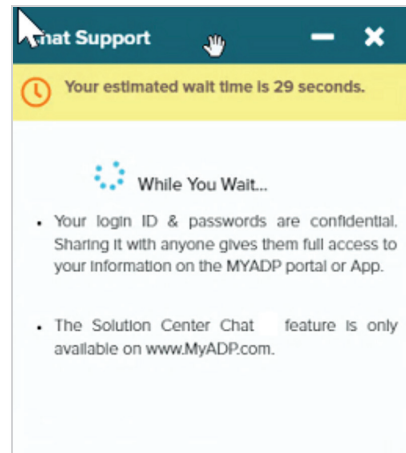 hat Support
Your estimated wait time is 29 seconds.
While You Wait...
• Your login ID & passwords are confidential.
Sharing it with anyone gives them full access to
your information on the MYADP portal or App.
• The Solution Center Chat feature is only
available on www.MyADP.com.